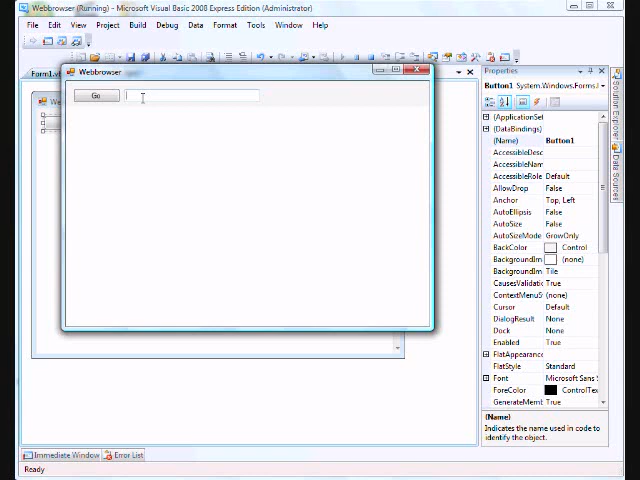 Webbrowser (Running) - Microsoft Visual Basic 2008 Express Edition (Administrator)
File Edit View Project Build Debug Data Format Tools Window Help
Form1.v
Webbrowser
Go
We
Properties
Button1 System.Windows.Forms.
(ApplicationSet
(DataBindings)
(Name) Button1
AccessibleDesc
AccessibleNam
AccessibleRole Default
AllowDrop False
Anchor Top, Left
AutoEllipsis False
AutoSize False
AutoSizeMode GrowOnly
BackColor Control
BackgroundIm (none)
BackgroundIm Tile
CausesValidatio True
ContextMenuS (none)
Cursor Default
DialogResult None
Dock None
Enabled True
FlatAppearance
FlatStyle Standard
Font Microsoft Sans S
ForeColor ControlTex
GenerateMemb True
(Name)
Indicates the name used in code to
identify the object.
Solution Explorer
Data Sources
Immediate Window Error List
Ready